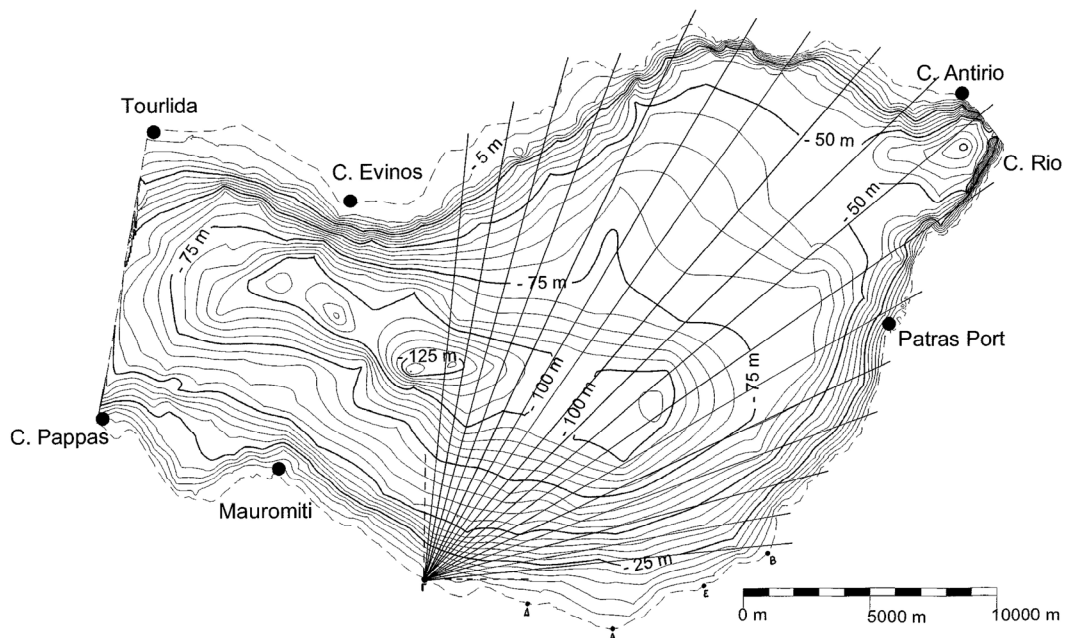 C. Antirio
Tourlida
- 5 m
- 50 m
C. Evinos
C. Rio
- 50 m
- 75 m
- 75 m
Patras Port
- 125 m
- 100 m
- 75 m
- 100 m
C. Pappas
Mauromiti
B
- 25 m
Γ
E
Δ
A
0 m
5000 m
10000 m